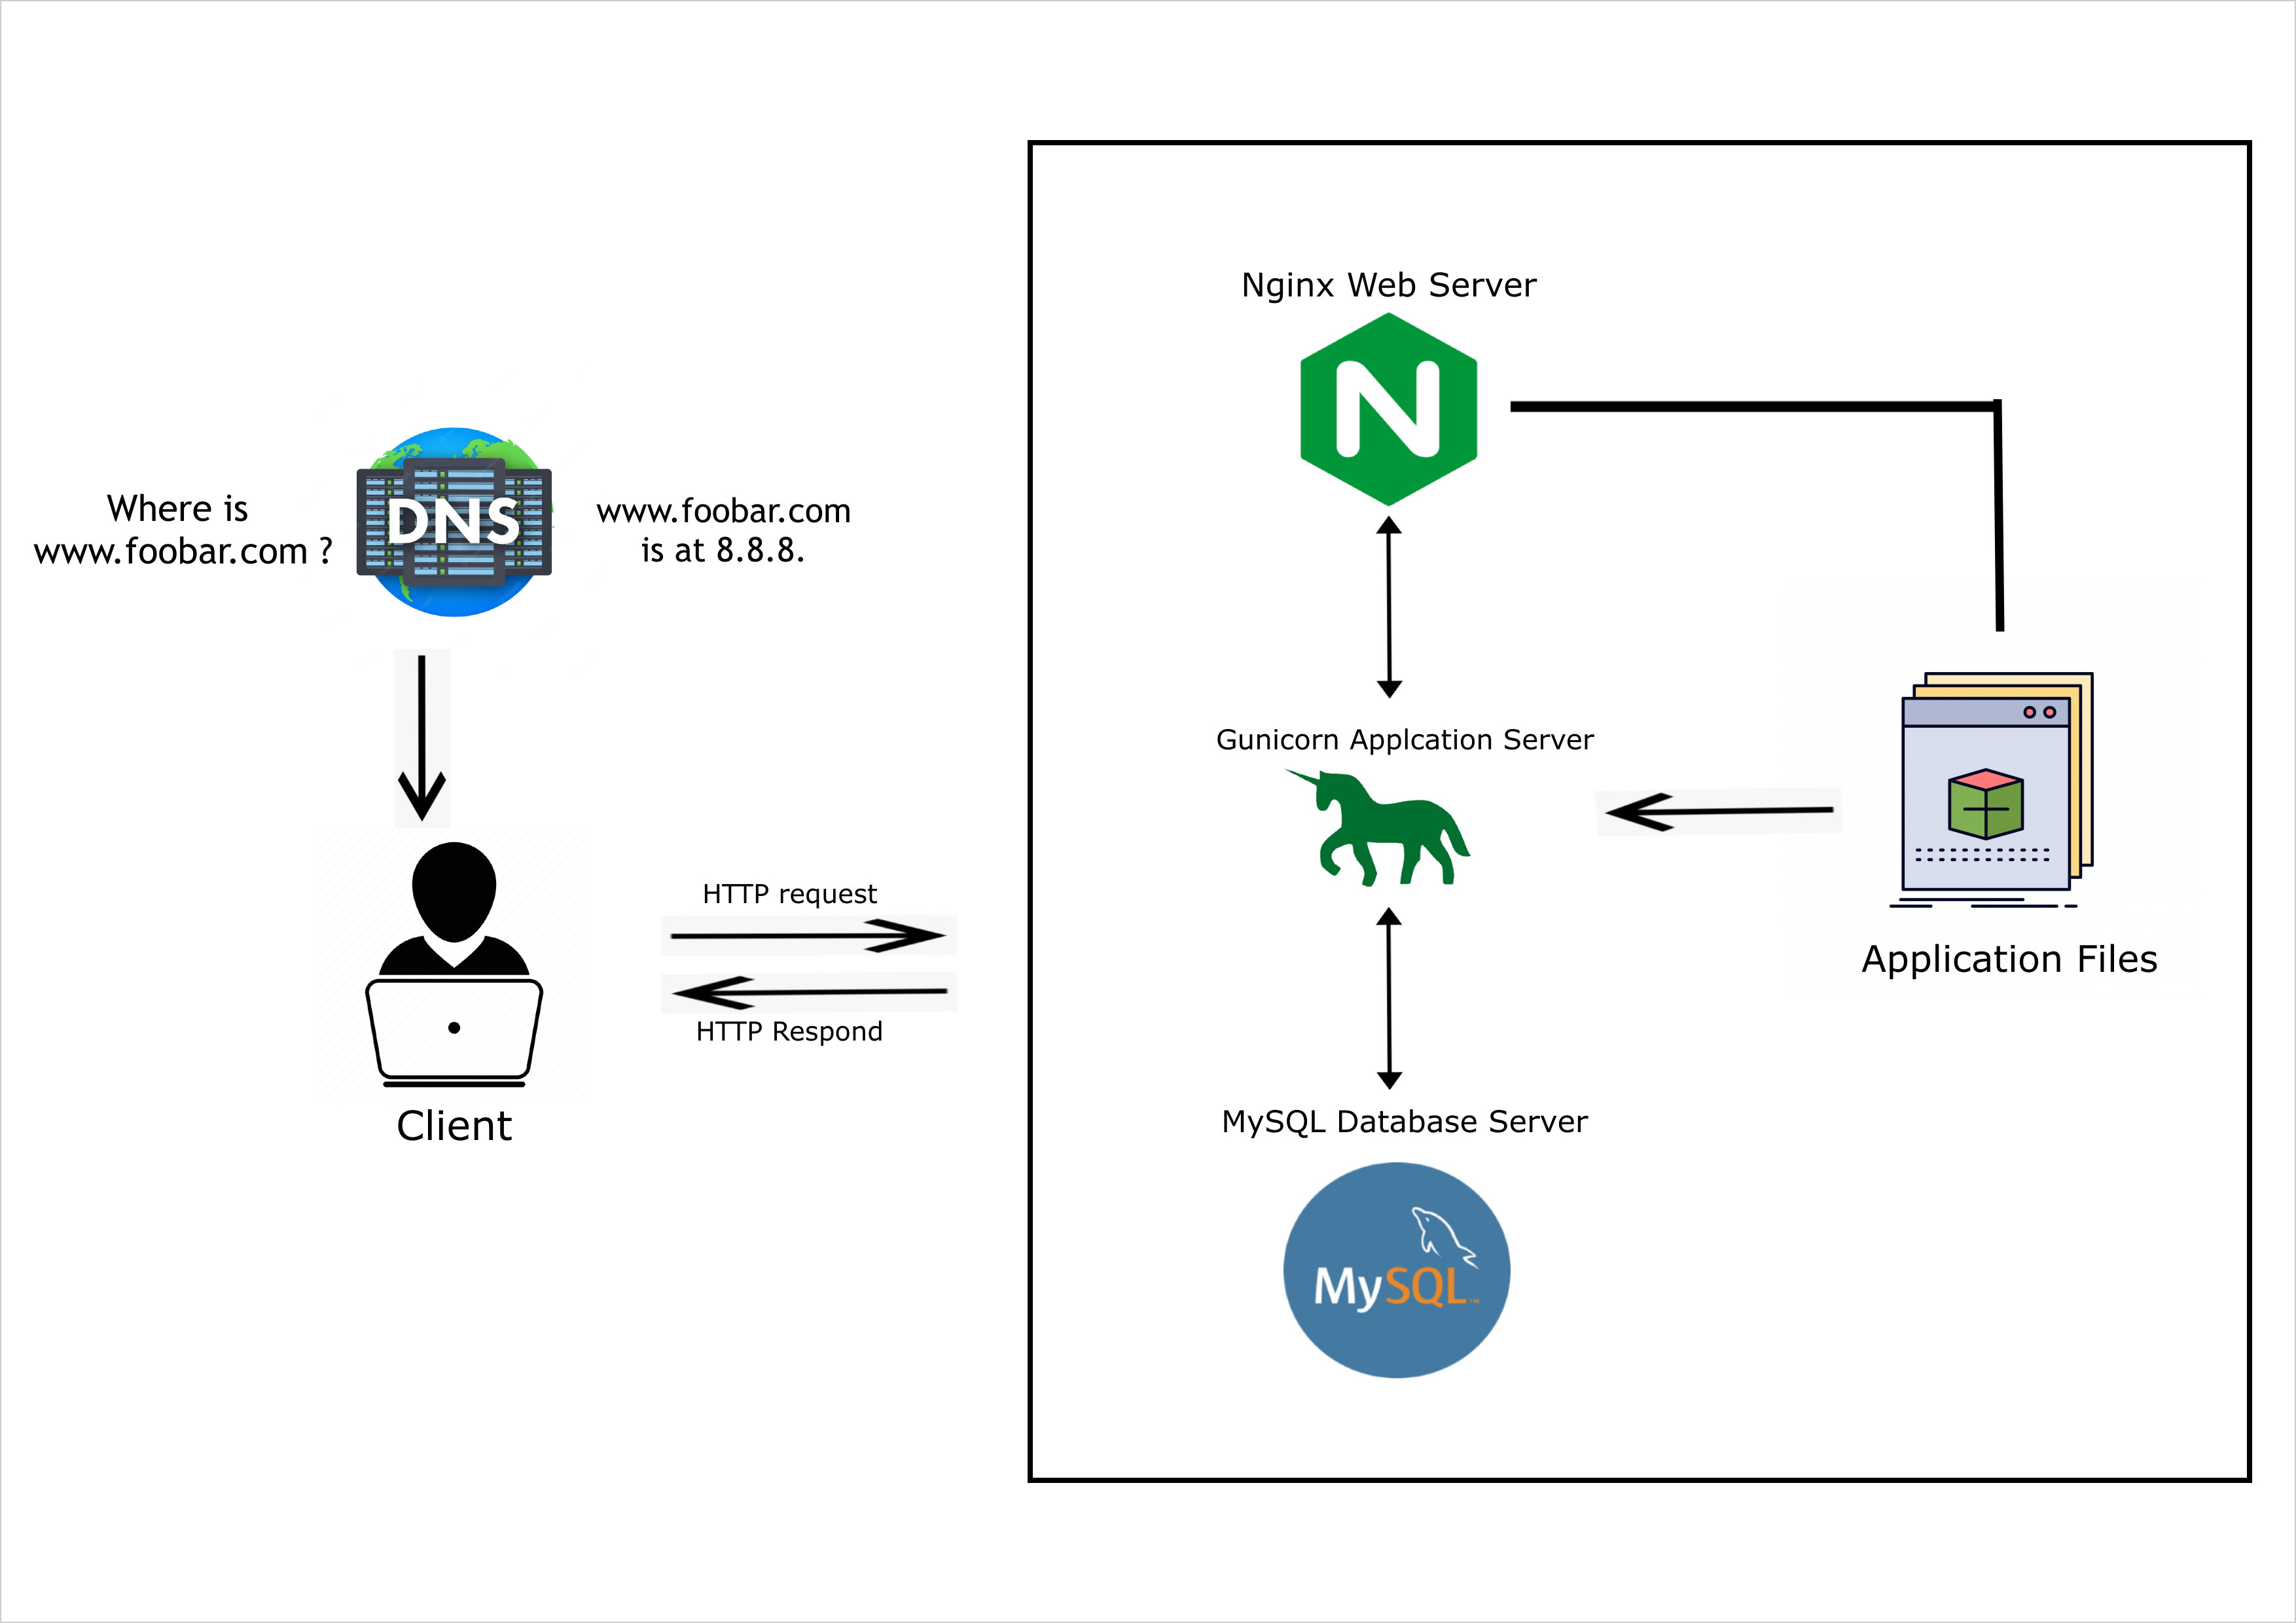 Where is
www.foobar.com ?
DNS
www.foobar.com
is at 8.8.8.
HTTP request
HTTP Respond
Client
Nginx Web Server
N
Gunicorn Applcation Server
Application Files
MySQL Database Server
MySQL™